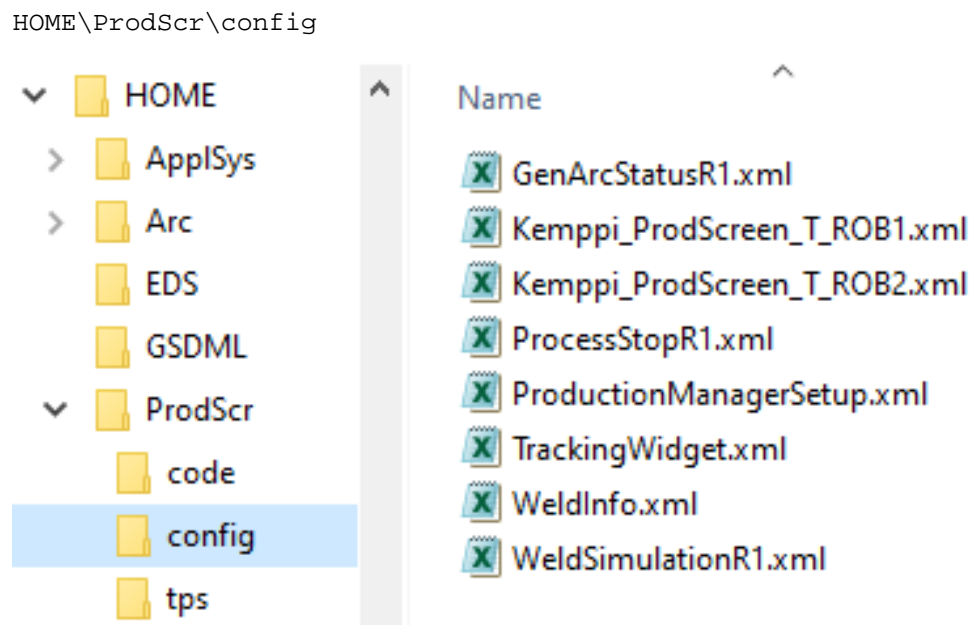 HOME\ProdScr\config
HOME
ApplSys
Arc
EDS
GSDML
ProdScr
code
config
tps
Name
GenArcStatusR1.xml
Kemppi_ProdScreen_T_ROB1.xml
Kemppi_ProdScreen_T_ROB2.xml
ProcessStopR1.xml
ProductionManagerSetup.xml
TrackingWidget.xml
WeldInfo.xml
WeldSimulationR1.xml